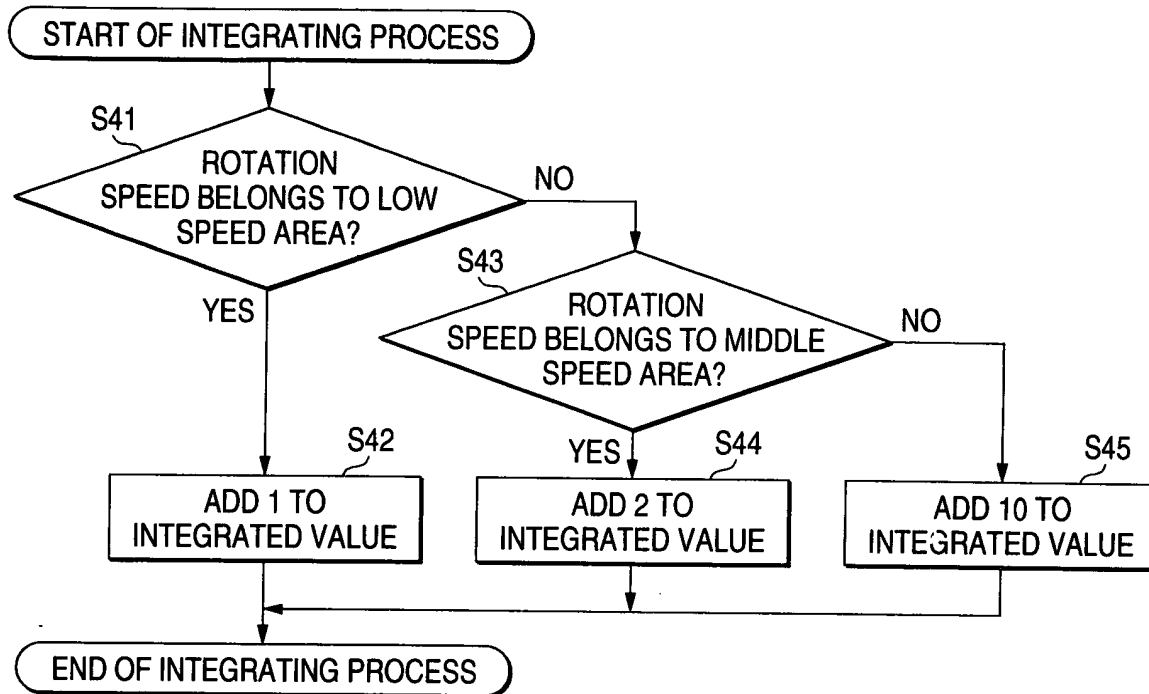 START OF INTEGRATING PROCESS
S41
ROTATION
SPEED BELONGS TO LOW
SPEED AREA?
NO
YES
S43
ROTATION
SPEED BELONGS TO MIDDLE
SPEED AREA?
NO
YES
S42
ADD 1 TO
INTEGRATED VALUE
S44
ADD 2 TO
INTEGRATED VALUE
S45
ADD 10 TO
INTEGRATED VALUE
END OF INTEGRATING PROCESS